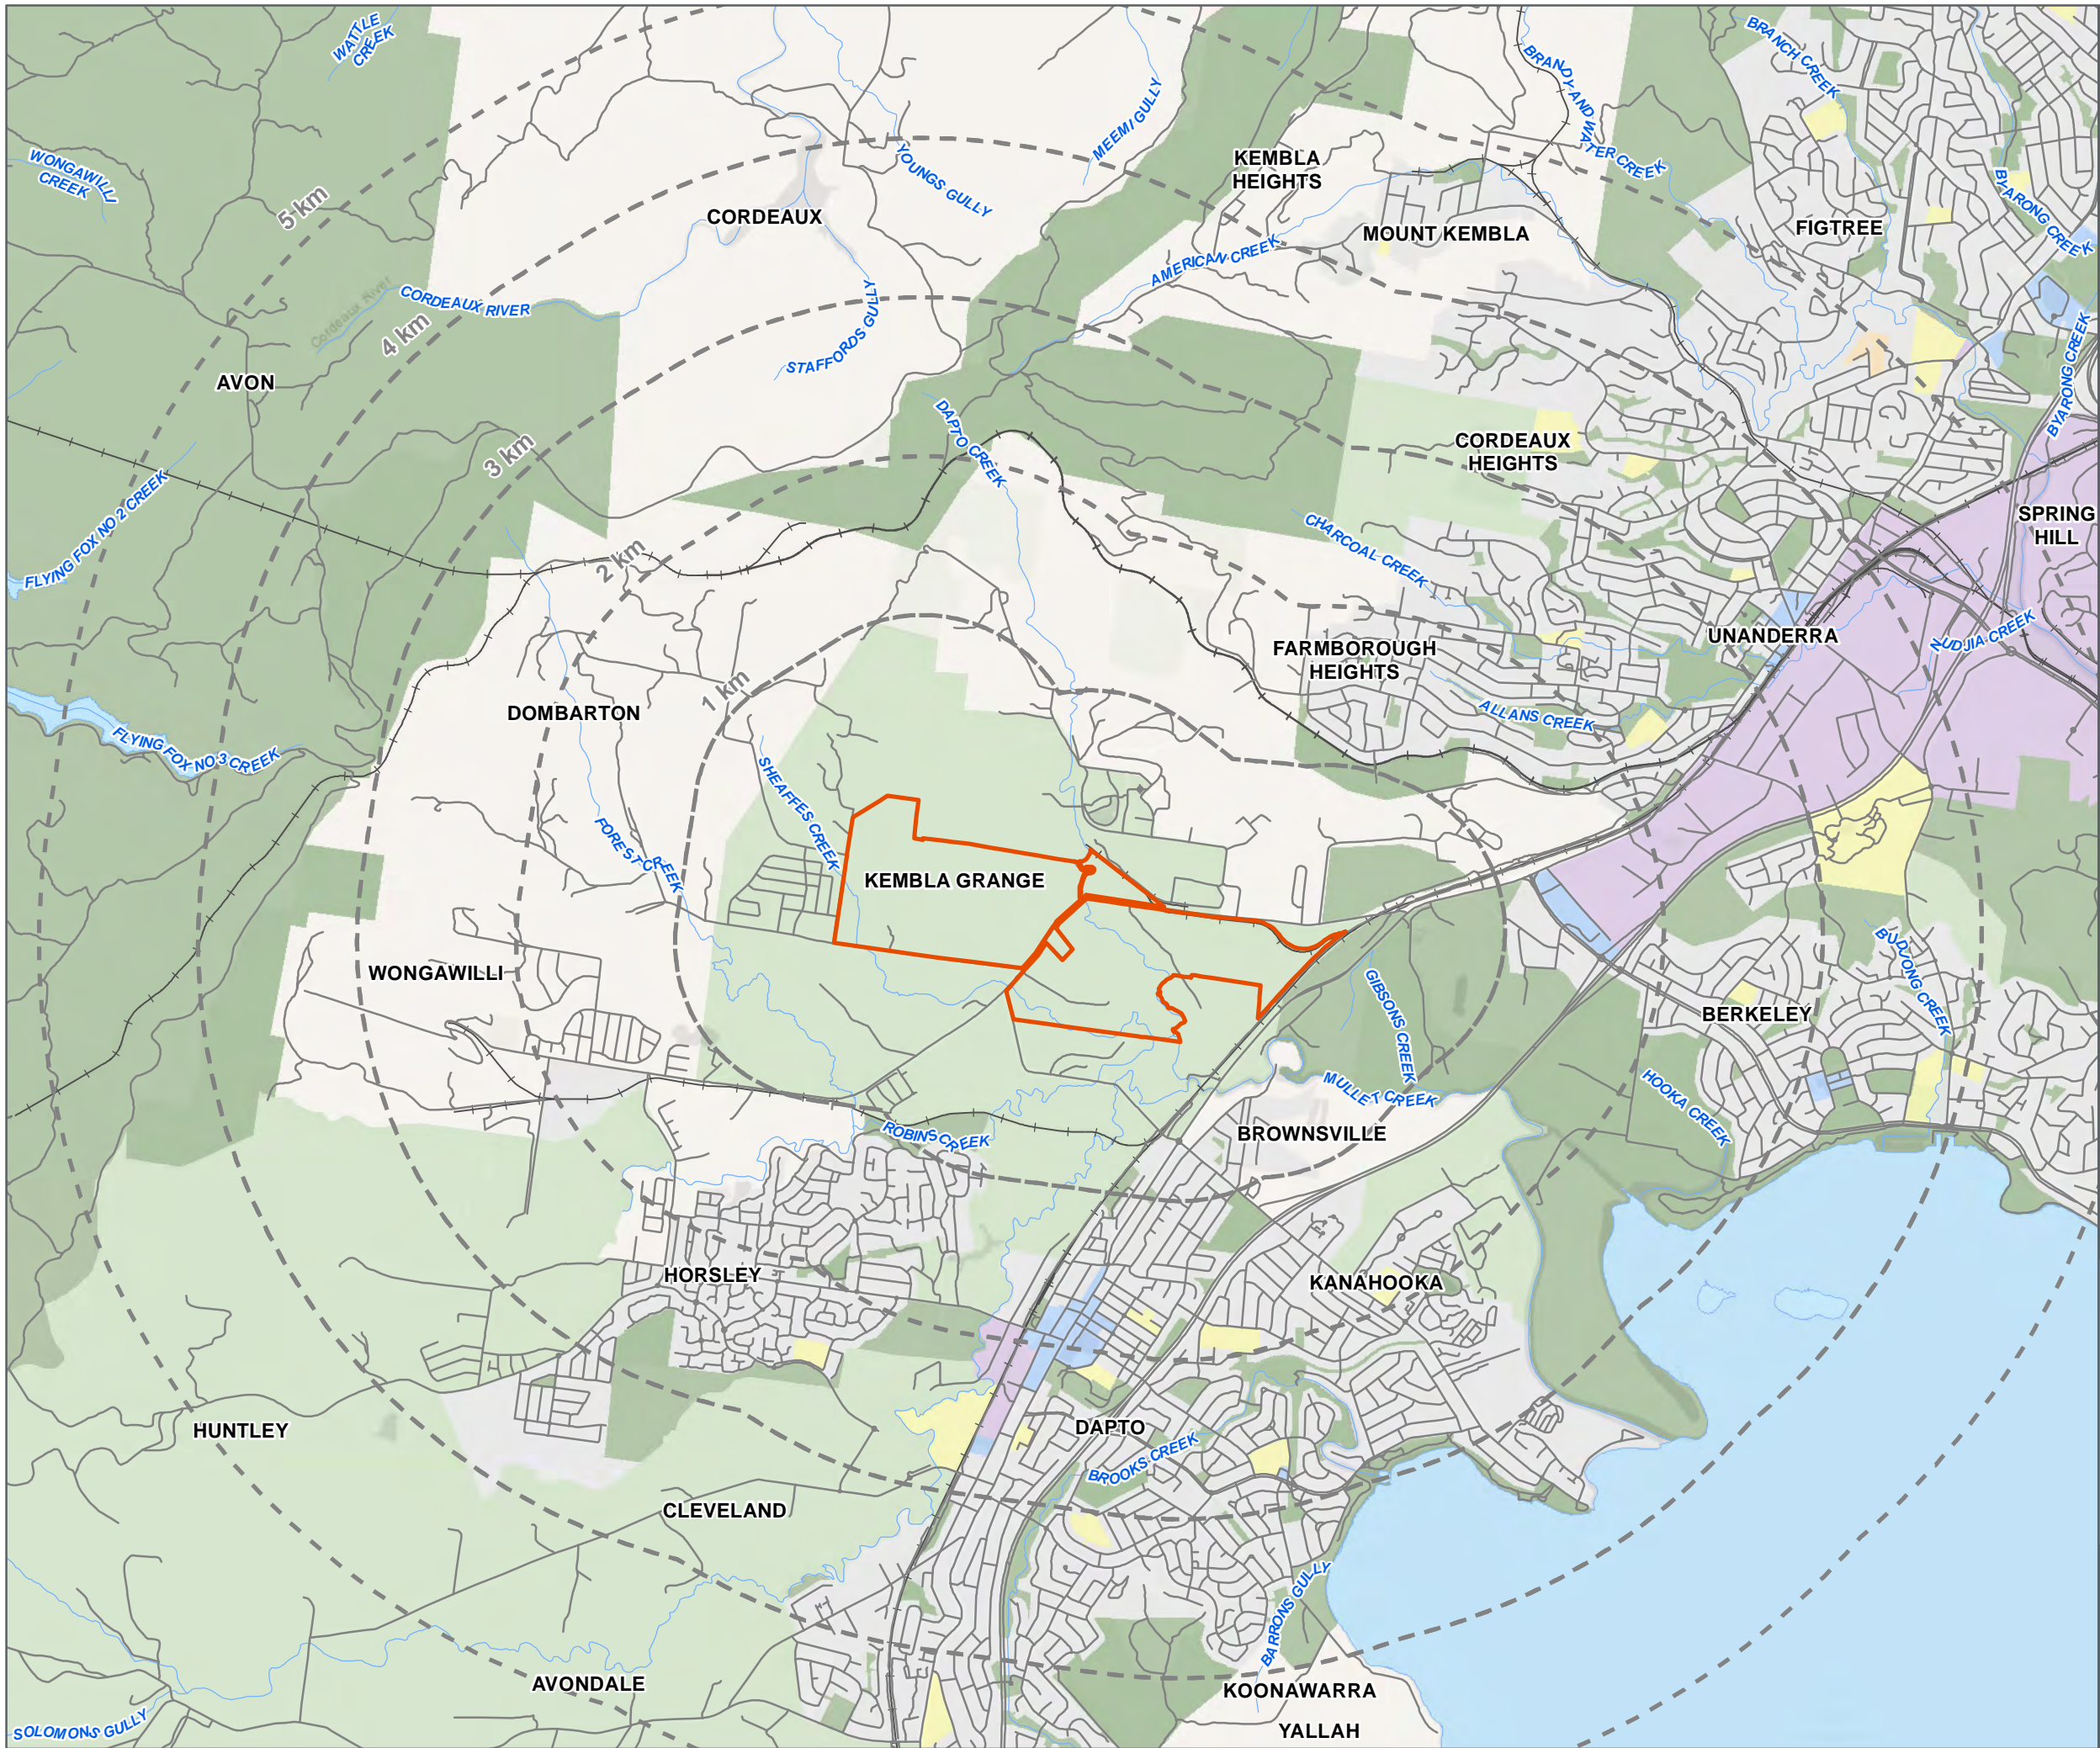 WATTLE
CREEK
BRANCH CREEK
BRANDY AND WATER CREEK
MEEMI GULLY
WONGAWILLI
CREEK
YOUNGS GULLY
KEMBLA
HEIGHTS
BYARONG CREEK
5 km
CORDEAUX
FIGTREE
MOUNT KEMBLA
AMERICAN CREEK
Cordeaux River
CORDEAUX RIVER
STAFFORDS GULLY
4 km
BYARONG CREEK
AVON
DAPTO CREEK
3 km
CORDEAUX
HEIGHTS
FLYING FOX NO 2 CREEK
CHARCOAL CREEK
SPRING
HILL
2 km
UNANDERRA
NUDJIA CREEK
FARMBOROUGH
HEIGHTS
1 km
DOMBARTON
ALLANS CREEK
FLYING FOX NO 3 CREEK
SHEAFFES CREEK
FOREST CREEK
KEMBLA GRANGE
WONGAWILLI
GIBSONS CREEK
BUDJONG CREEK
BERKELEY
MULLET CREEK
HOOKA CREEK
ROBINS CREEK
BROWNSVILLE
HORSLEY
KANAHOOKA
HUNTLEY
DAPTO
BROOKS CREEK
CLEVELAND
BARRONS GULLY
AVONDALE
KOONAWARRA
SOLOMONS GULLY
YALLAH